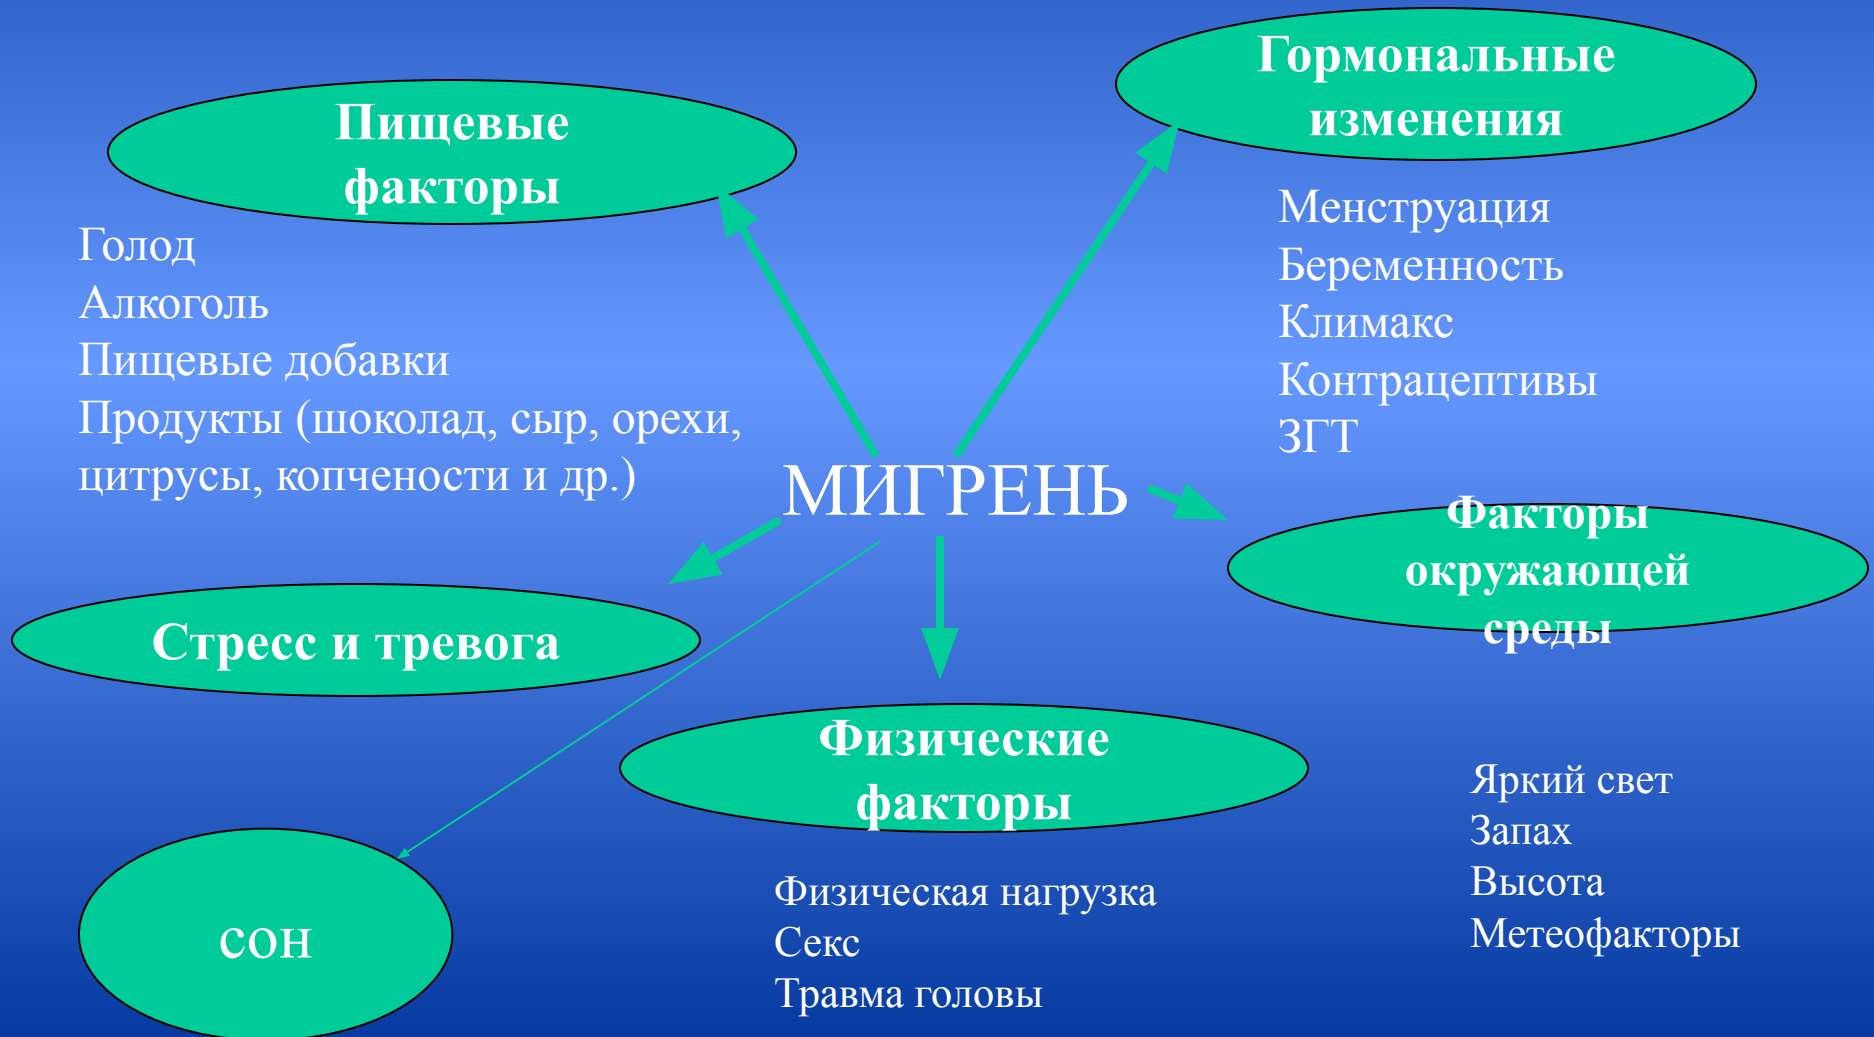 Пищевые
факторы
Голод
Алкоголь
Пищевые добавки
Продукты (шоколад, сыр, орехи,
цитрусы, копчености и др.)
Гормональные
изменения
Менструация
Беременность
Климакс
Контрацептивы
ЗГТ
МИГРЕНЬ
Факторы
окружающей
среды
Яркий свет
Запах
Высота
Метеофакторы
Стресс и тревога
Физические
факторы
Физическая нагрузка
Секс
Травма головы
сон